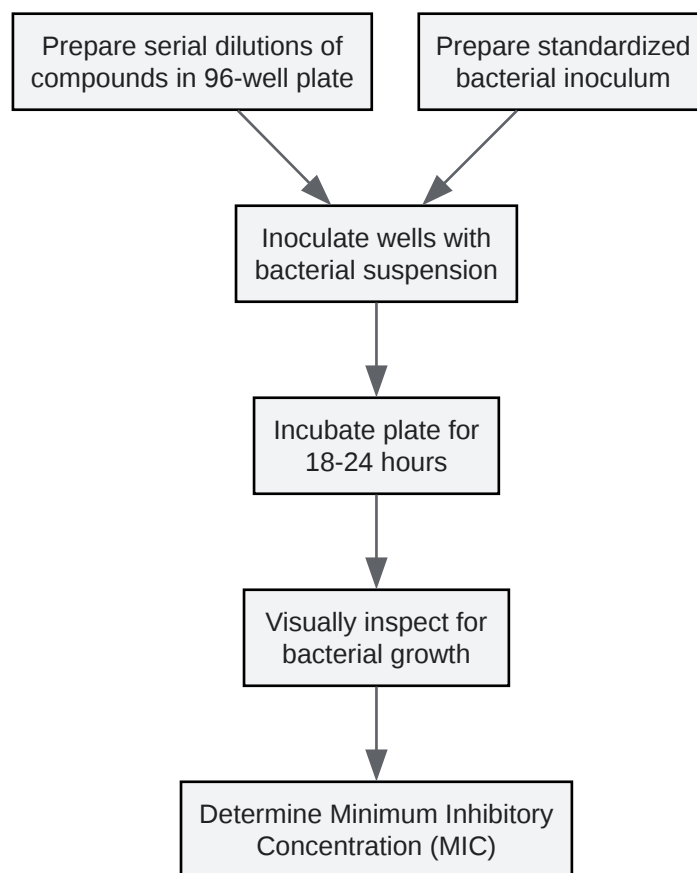 Prepare serial dilutions of
compounds in 96-well plate
Prepare standardized
bacterial inoculum
Inoculate wells with
bacterial suspension
Incubate plate for
18-24 hours
Visually inspect for
bacterial growth
Determine Minimum Inhibitory
Concentration (MIC)